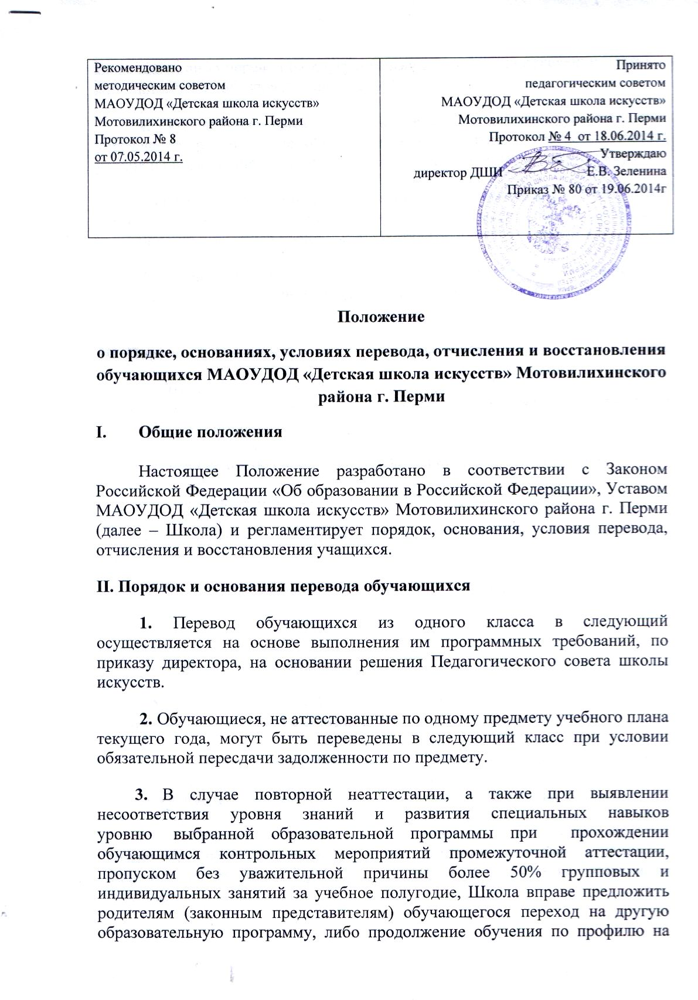 Рекомендовано
методическим советом
МАОУДОД «Детская школа искусств»
Мотовилихинского района г. Перми
Протокол № 8
от 07.05.2014 г.
Принято
педагогическим советом
МАОУДОД «Детская школа искусств»
Мотовилихинского района г. Перми
Протокол № 4 от 18.06.2014 г.
Утверждаю
директор ДШИ Е.В. Зеленина
Приказ № 80 от 19.06.2014г
Положение
о порядке, основаниях, условиях перевода, отчисления и восстановления
обучающихся МАОУДОД «Детская школа искусств» Мотовилихинского
района г. Перми
I. Общие положения
Настоящее Положение разработано в соответствии с Законом
Российской Федерации «Об образовании в Российской Федерации», Уставом
МАОУДОД «Детская школа искусств» Мотовилихинского района г. Перми
(далее – Школа) и регламентирует порядок, основания, условия перевода,
отчисления и восстановления учащихся.
II. Порядок и основания перевода обучающихся
1. Перевод обучающихся из одного класса в следующий
осуществляется на основе выполнения им программных требований, по
приказу директора, на основании решения Педагогического совета школы
искусств.
2. Обучающиеся, не аттестованные по одному предмету учебного плана
текущего года, могут быть переведены в следующий класс при условии
обязательной пересдачи задолженности по предмету.
3. В случае повторной неаттестации, а также при выявлении
несоответствия уровня знаний и развития специальных навыков
уровню выбранной образовательной программы при прохождении
обучающимся контрольных мероприятий промежуточной аттестации,
пропуском без уважительной причины более 50% групповых и
индивидуальных занятий за учебное полугодие, Школа вправе предложить
родителям (законным представителям) обучающегося переход на другую
образовательную программу, либо продолжение обучения по профилю на